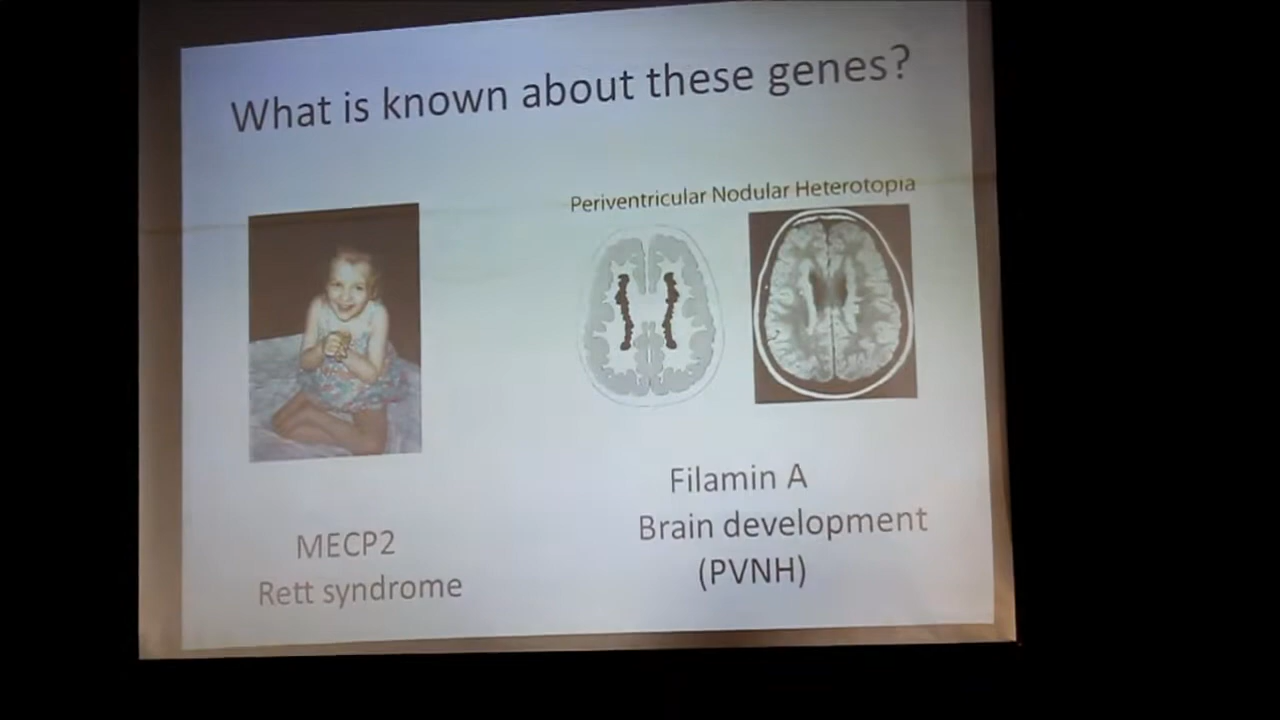 What is known about these genes?
Periventricular Nodular Heterotopia
MECP2
Rett syndrome
Filamin A
Brain development
(PVNH)